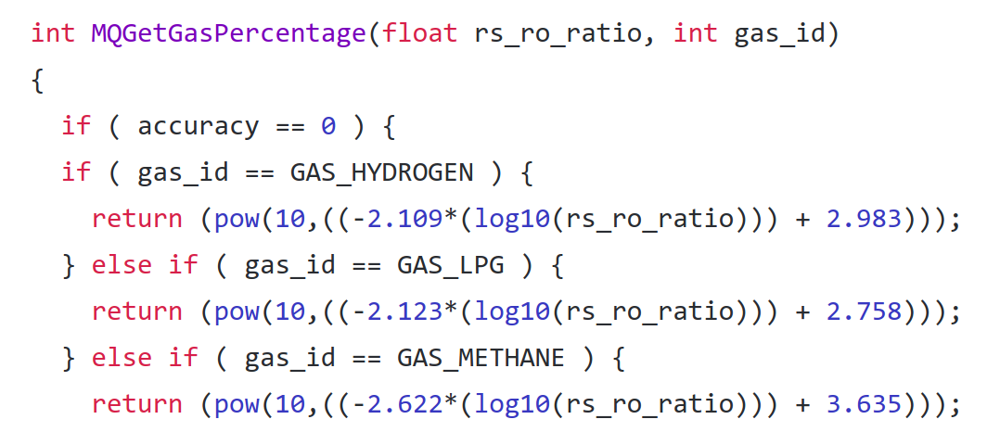 int MQGetGasPercentage(float rs_ro_ratio, int gas_id)
{
  if ( accuracy == 0 ) {
  if ( gas_id == GAS_HYDROGEN ) {
    return (pow(10,((-2.109*(log10(rs_ro_ratio))) + 2.983)));
  } else if ( gas_id == GAS_LPG ) {
    return (pow(10,((-2.123*(log10(rs_ro_ratio))) + 2.758)));
  } else if ( gas_id == GAS_METHANE ) {
    return (pow(10,((-2.622*(log10(rs_ro_ratio))) + 3.635)));